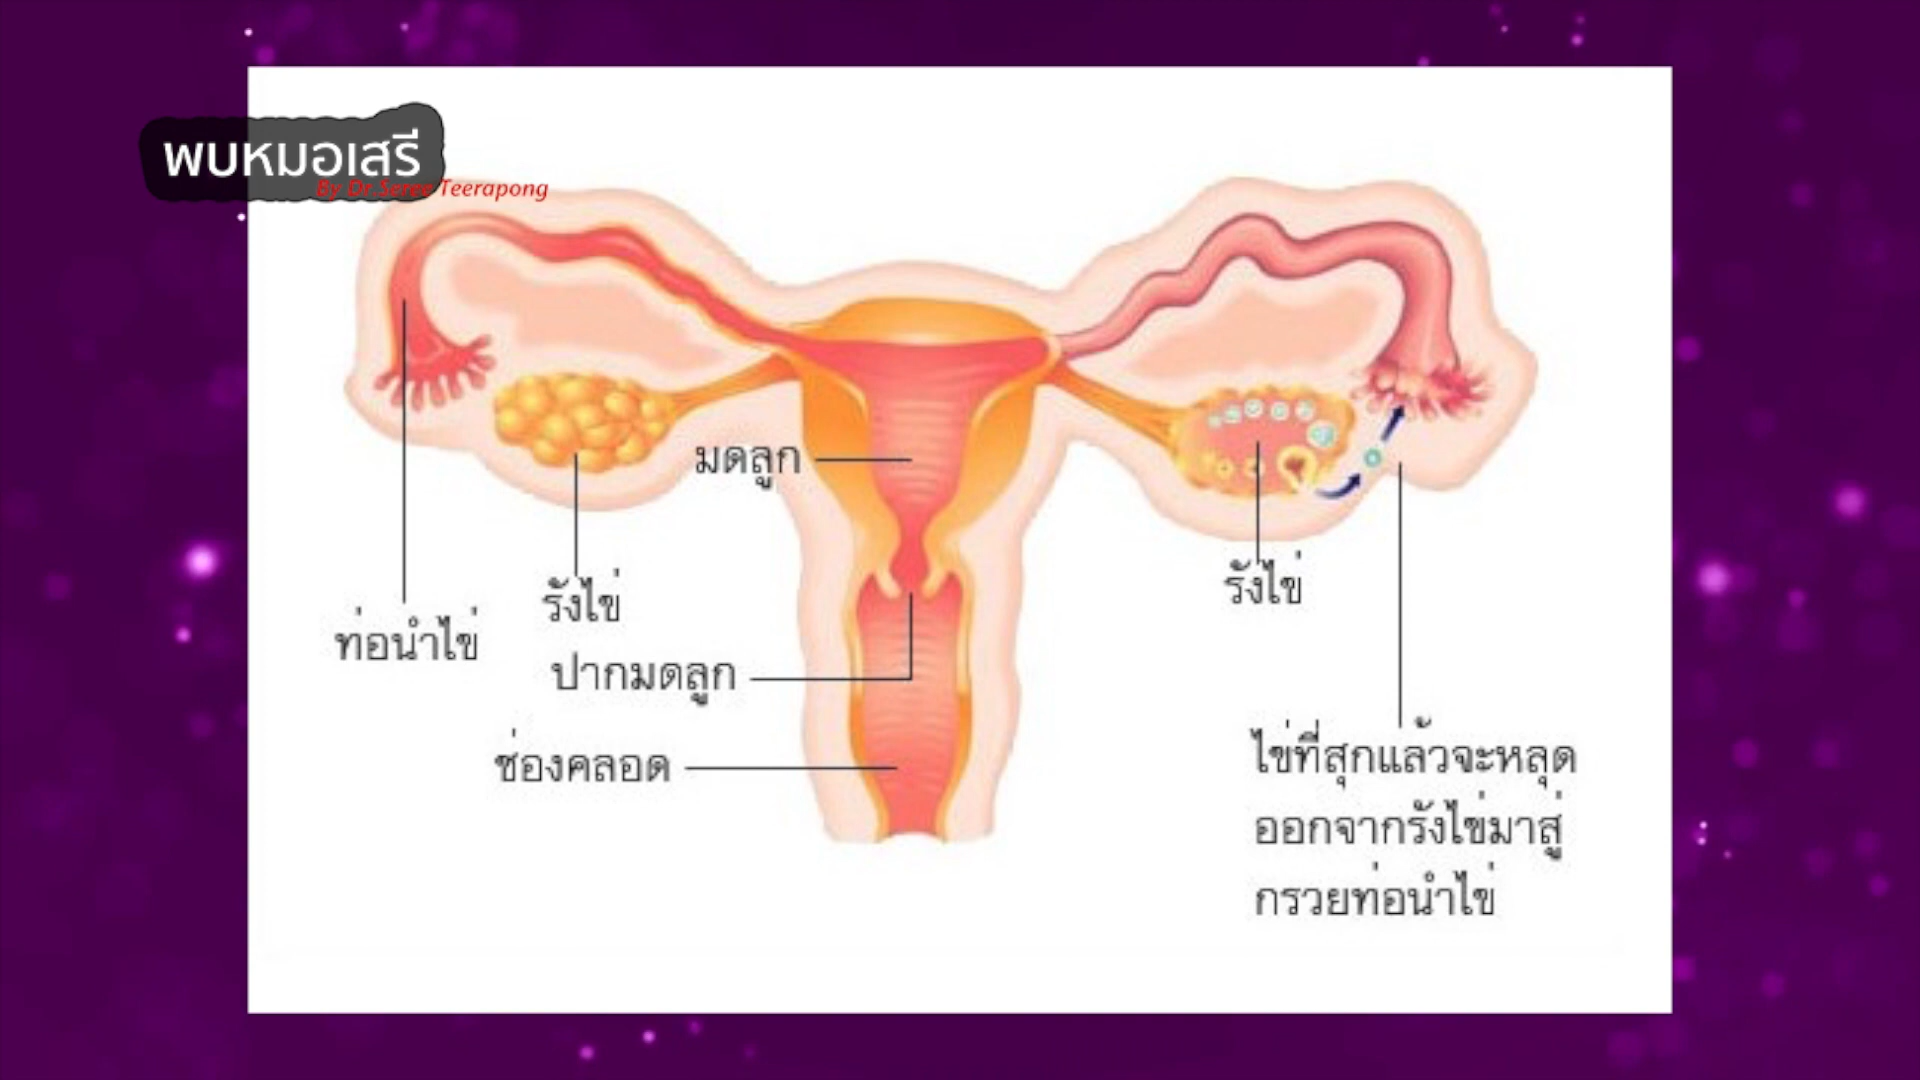 พบหมอเสรี
By Dr.Seree Teerapong
มดลูก
รังไข่
รังไข่
ท่อนำไข่
ปากมดลูก
ช่องคลอด
ไข่ที่สุกแล้วจะหลุด
ออกจากรังไข่มาสู่
กรวยท่อนำไข่